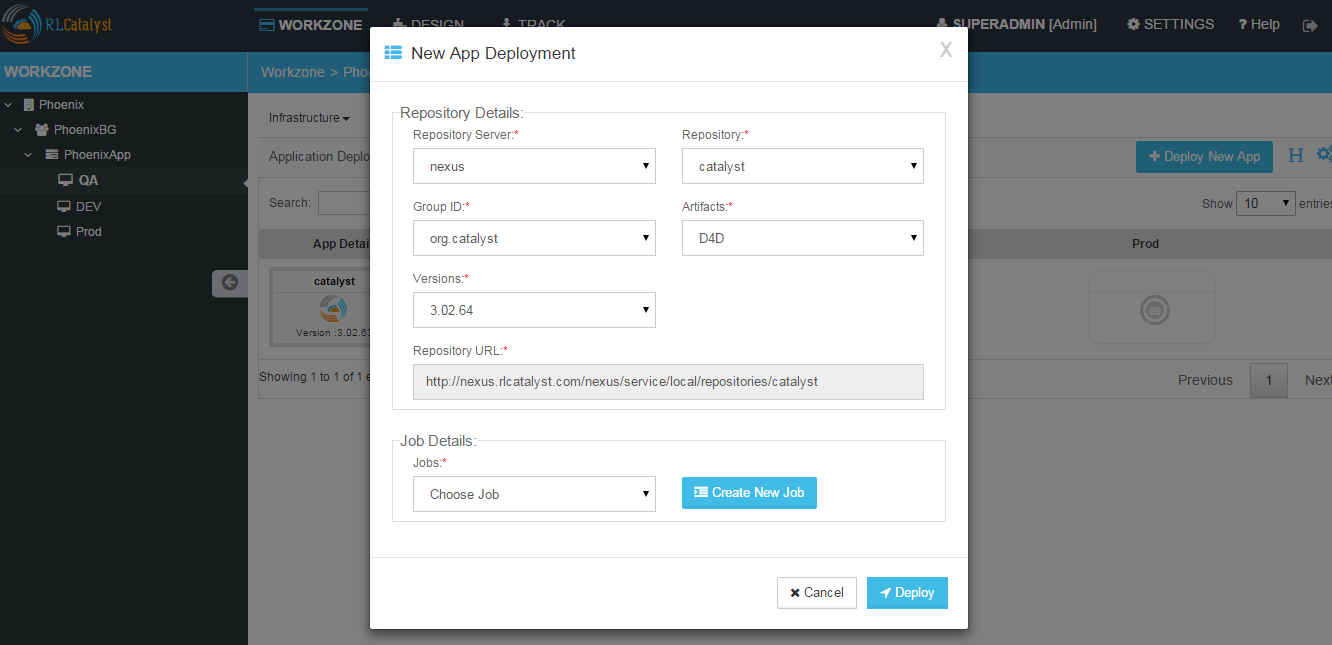 RLCatalyst
WORKZONE DESIGN TRACK SUPERADMIN [Admin] SETTINGS ? Help
WORKZONE
Workzone > Pho
Phoenix
PhoenixBG
PhoenixApp
QA
DEV
Prod
Infrastructure
Application Deplo
Deploy New App H
Search:
Show 10 entries
App Detai
Prod
catalyst
Version :3.02.63
Showing 1 to 1 of 1 e
Previous 1 Next
New App Deployment X
Repository Details:
Repository Server:* Repository:*
nexus catalyst
Group ID:* Artifacts:*
org.catalyst D4D
Versions:*
3.02.64
Repository URL:*
http://nexus.rlcatalyst.com/nexus/service/local/repositories/catalyst
Job Details:
Jobs:*
Choose Job Create New Job
Cancel Deploy